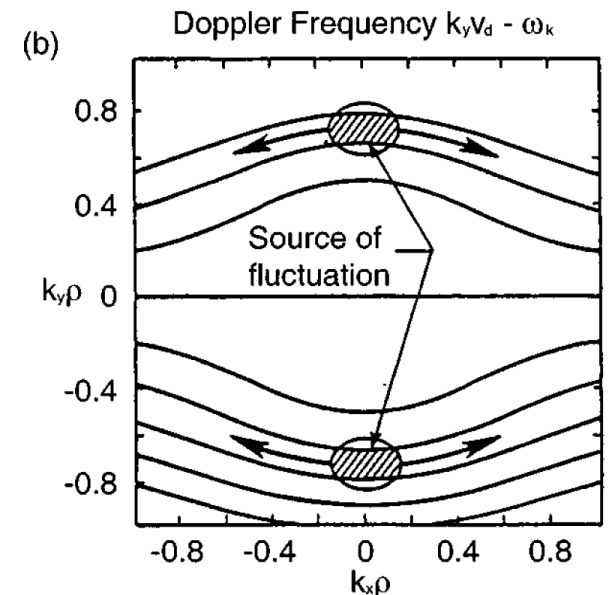 (b)
Doppler Frequency kyvd - ωk
0.8
0.4
Source of
fluctuation
kyρ
0
-0.4
-0.8
-0.8 -0.4 0 0.4 0.8
kxρ